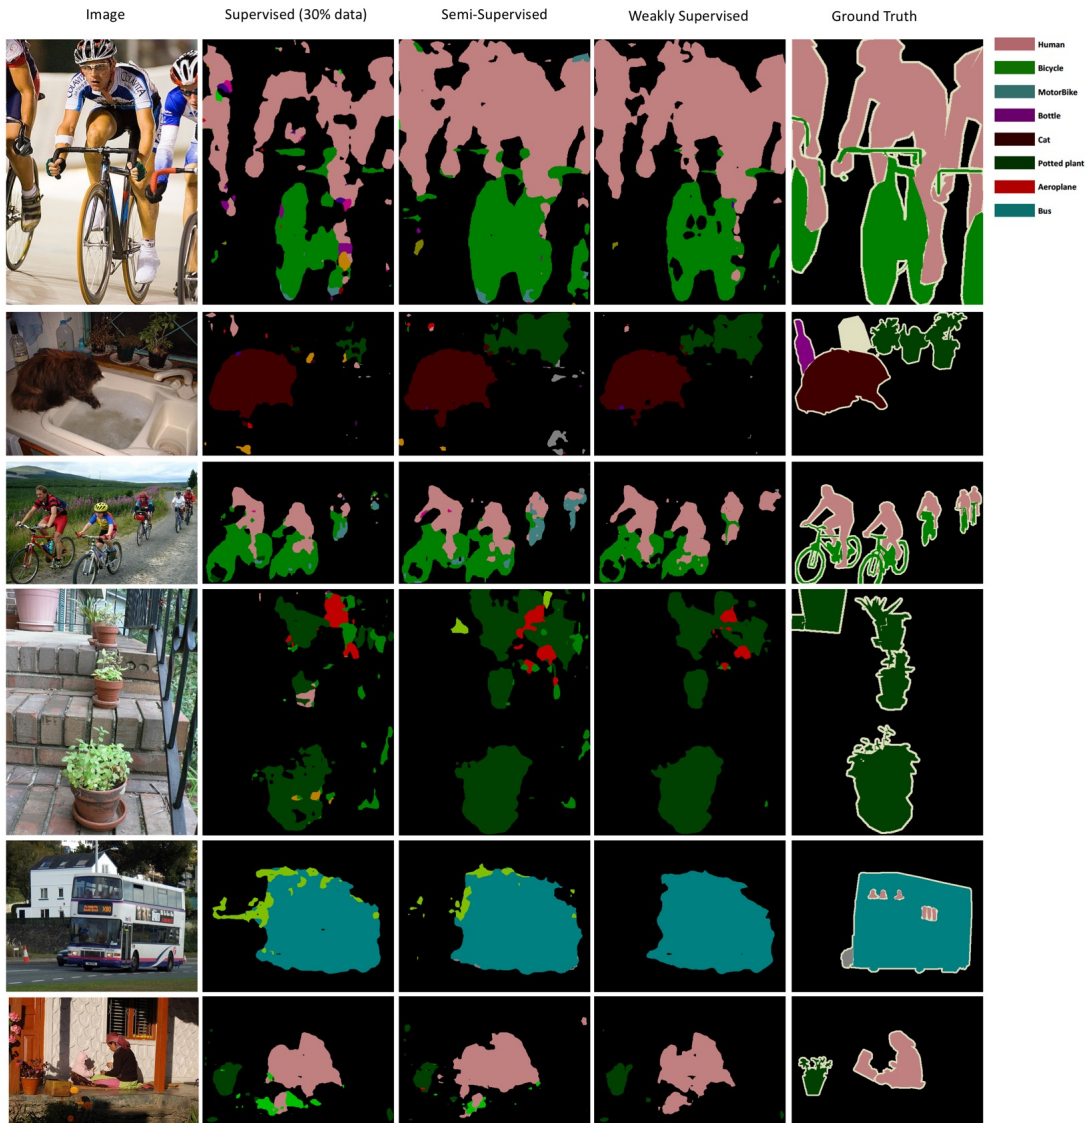 Image
Supervised (30% data)
Semi-Supervised
Weakly Supervised
Ground Truth
Human
Bicycle
MotorBike
Bottle
Cat
Potted plant
Aeroplane
Bus
COLAVITA